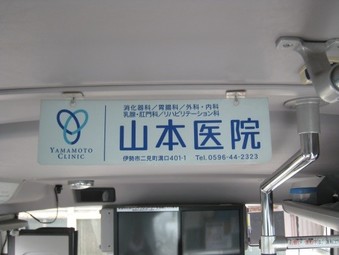 YAMAMOTO
CLINIC
消化器科／胃腸科／外科・内科
乳腺・肛門科／リハビリテーション科
山本医院
伊勢市二見町溝口401-1 Tel.0596-44-2323